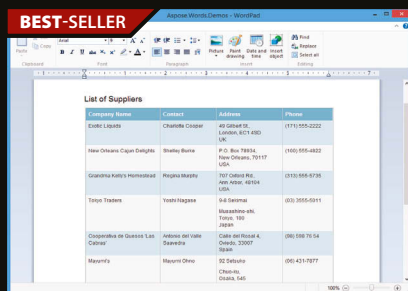 BEST-SELLER
Aspose.Words.Demos - WordPad
Arial
Copy
Paste
Picture Paint drawing Date and time Insert object
Find
Replace
Select all
Clipboard Font Paragraph Insert Editing
List of Suppliers
Company Name Contact Address Phone
Exotic Liquids Charlotte Cooper 49 Gilbert St. (171) 555-2222
London, EC1 4SD
UK
New Orleans Cajun Delights Shelley Burke P.O. Box 78934, (100) 555-4822
New Orleans, 70117
USA
Grandma Kelly's Homestead Regina Murphy 707 Oxford Rd. (313) 555-5735
Ann Arbor, 48104
USA
Tokyo Traders Yoshi Nagase 9-8 Sekimai (03) 3555-5011
Musashino-shi,
Tokyo, 100
Japan
Cooperativa de Quesos 'Las Antonio del Valle Calle del Rosal 4, (98) 598 76 54
Cabras' Saavedra Oviedo, 33007
Spain
Mayumi's Mayumi Ohno 92 Setsuko (06) 431-7877
Chuo-ku,
Osaka, 545
100%